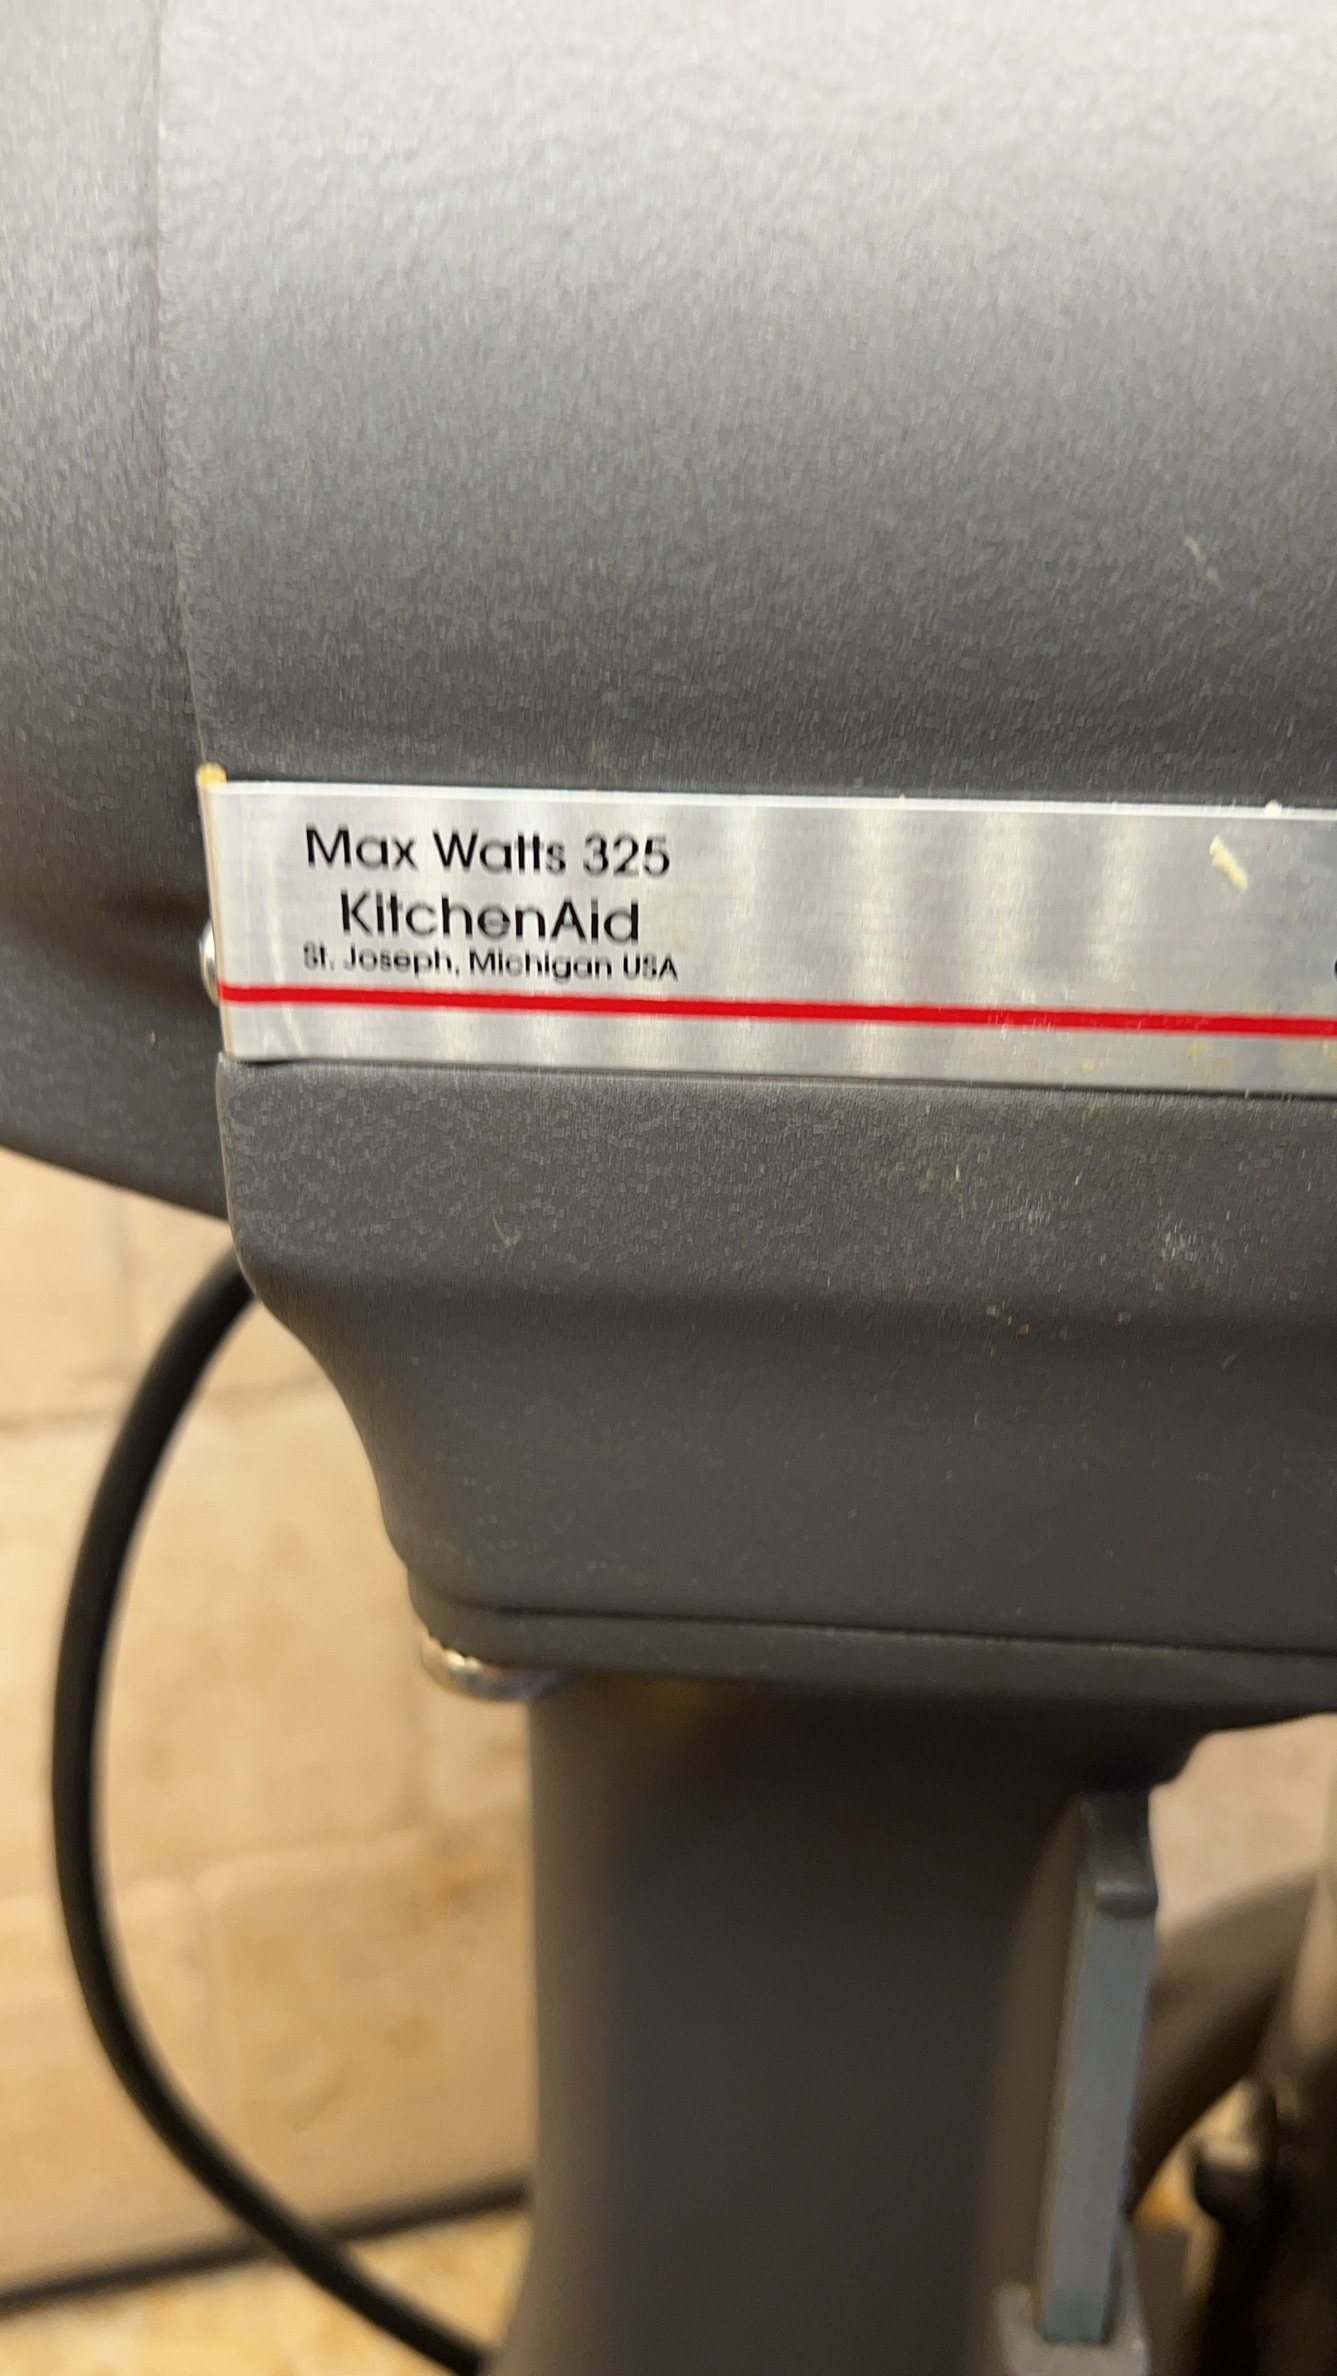 Max Watts 325
KitchenAid
St. Joseph, Michigan USA